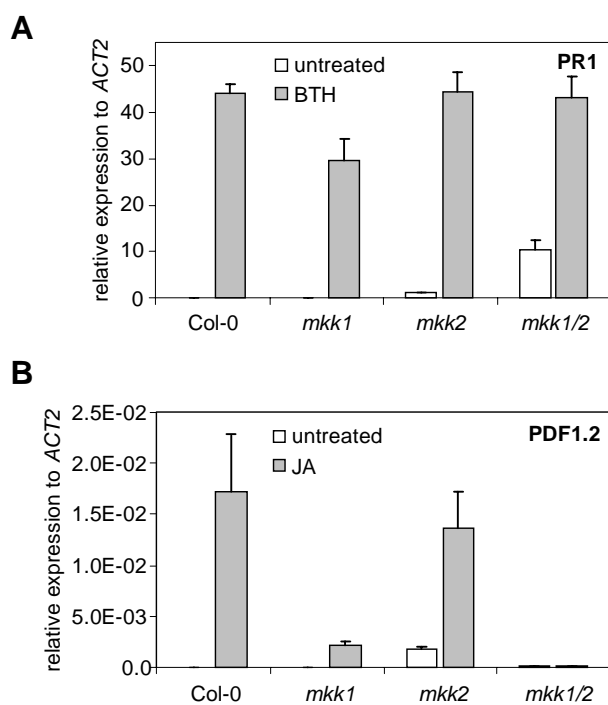 A
relative expression to ACT2
50
40
30
20
10
0
untreated
BTH
PR1
Col-0 mkk1 mkk2 mkk1/2
B
relative expression to ACT2
2.5E-02
2.0E-02
1.5E-02
1.0E-02
5.0E-03
0.0
untreated
JA
PDF1.2
Col-0 mkk1 mkk2 mkk1/2